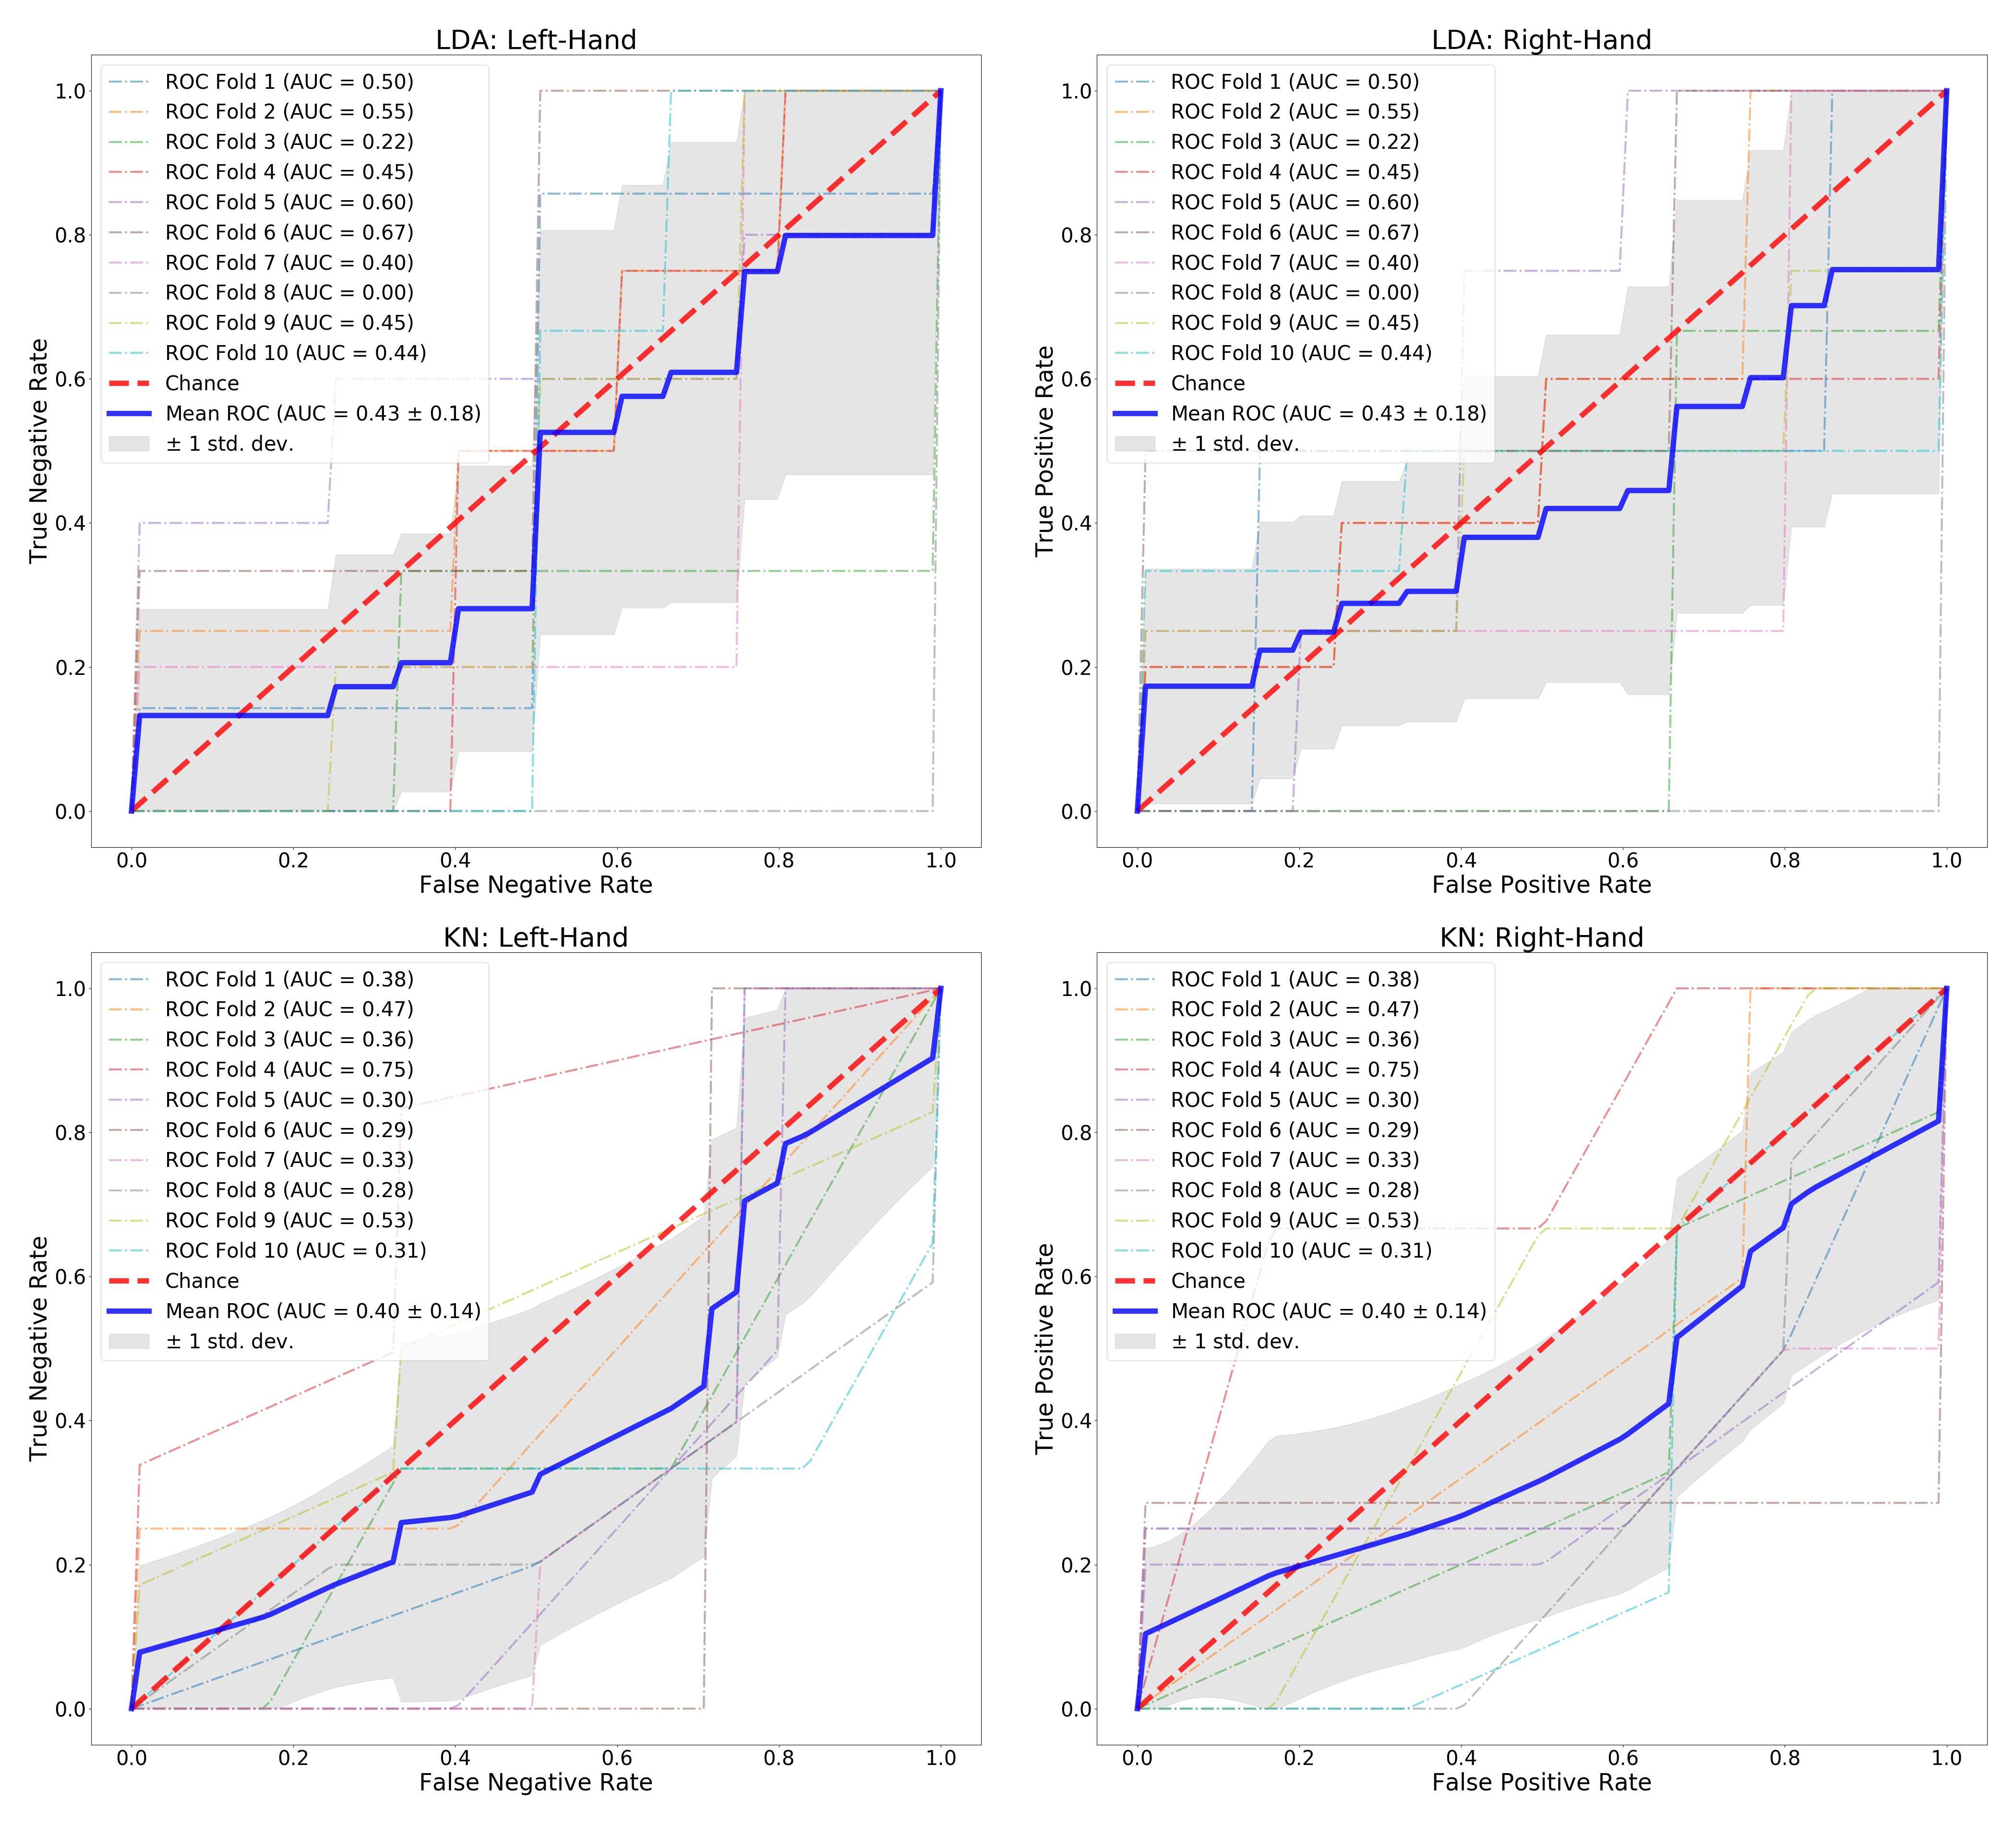 LDA: Left-Hand
ROC Fold 1 (AUC = 0.50)
ROC Fold 2 (AUC = 0.55)
ROC Fold 3 (AUC = 0.22)
ROC Fold 4 (AUC = 0.45)
ROC Fold 5 (AUC = 0.60)
ROC Fold 6 (AUC = 0.67)
ROC Fold 7 (AUC = 0.40)
ROC Fold 8 (AUC = 0.00)
ROC Fold 9 (AUC = 0.45)
ROC Fold 10 (AUC = 0.44)
Chance
Mean ROC (AUC = 0.43 ± 0.18)
± 1 std. dev.
True Negative Rate
1.0
0.8
0.6
0.4
0.2
0.0
0.0 0.2 0.4 0.6 0.8 1.0
False Negative Rate
LDA: Right-Hand
ROC Fold 1 (AUC = 0.50)
ROC Fold 2 (AUC = 0.55)
ROC Fold 3 (AUC = 0.22)
ROC Fold 4 (AUC = 0.45)
ROC Fold 5 (AUC = 0.60)
ROC Fold 6 (AUC = 0.67)
ROC Fold 7 (AUC = 0.40)
ROC Fold 8 (AUC = 0.00)
ROC Fold 9 (AUC = 0.45)
ROC Fold 10 (AUC = 0.44)
Chance
Mean ROC (AUC = 0.43 ± 0.18)
± 1 std. dev.
True Positive Rate
1.0
0.8
0.6
0.4
0.2
0.0
0.0 0.2 0.4 0.6 0.8 1.0
False Positive Rate
KN: Left-Hand
ROC Fold 1 (AUC = 0.38)
ROC Fold 2 (AUC = 0.47)
ROC Fold 3 (AUC = 0.36)
ROC Fold 4 (AUC = 0.75)
ROC Fold 5 (AUC = 0.30)
ROC Fold 6 (AUC = 0.29)
ROC Fold 7 (AUC = 0.33)
ROC Fold 8 (AUC = 0.28)
ROC Fold 9 (AUC = 0.53)
ROC Fold 10 (AUC = 0.31)
Chance
Mean ROC (AUC = 0.40 ± 0.14)
± 1 std. dev.
True Negative Rate
1.0
0.8
0.6
0.4
0.2
0.0
0.0 0.2 0.4 0.6 0.8 1.0
False Negative Rate
KN: Right-Hand
ROC Fold 1 (AUC = 0.38)
ROC Fold 2 (AUC = 0.47)
ROC Fold 3 (AUC = 0.36)
ROC Fold 4 (AUC = 0.75)
ROC Fold 5 (AUC = 0.30)
ROC Fold 6 (AUC = 0.29)
ROC Fold 7 (AUC = 0.33)
ROC Fold 8 (AUC = 0.28)
ROC Fold 9 (AUC = 0.53)
ROC Fold 10 (AUC = 0.31)
Chance
Mean ROC (AUC = 0.40 ± 0.14)
± 1 std. dev.
True Positive Rate
1.0
0.8
0.6
0.4
0.2
0.0
0.0 0.2 0.4 0.6 0.8 1.0
False Positive Rate